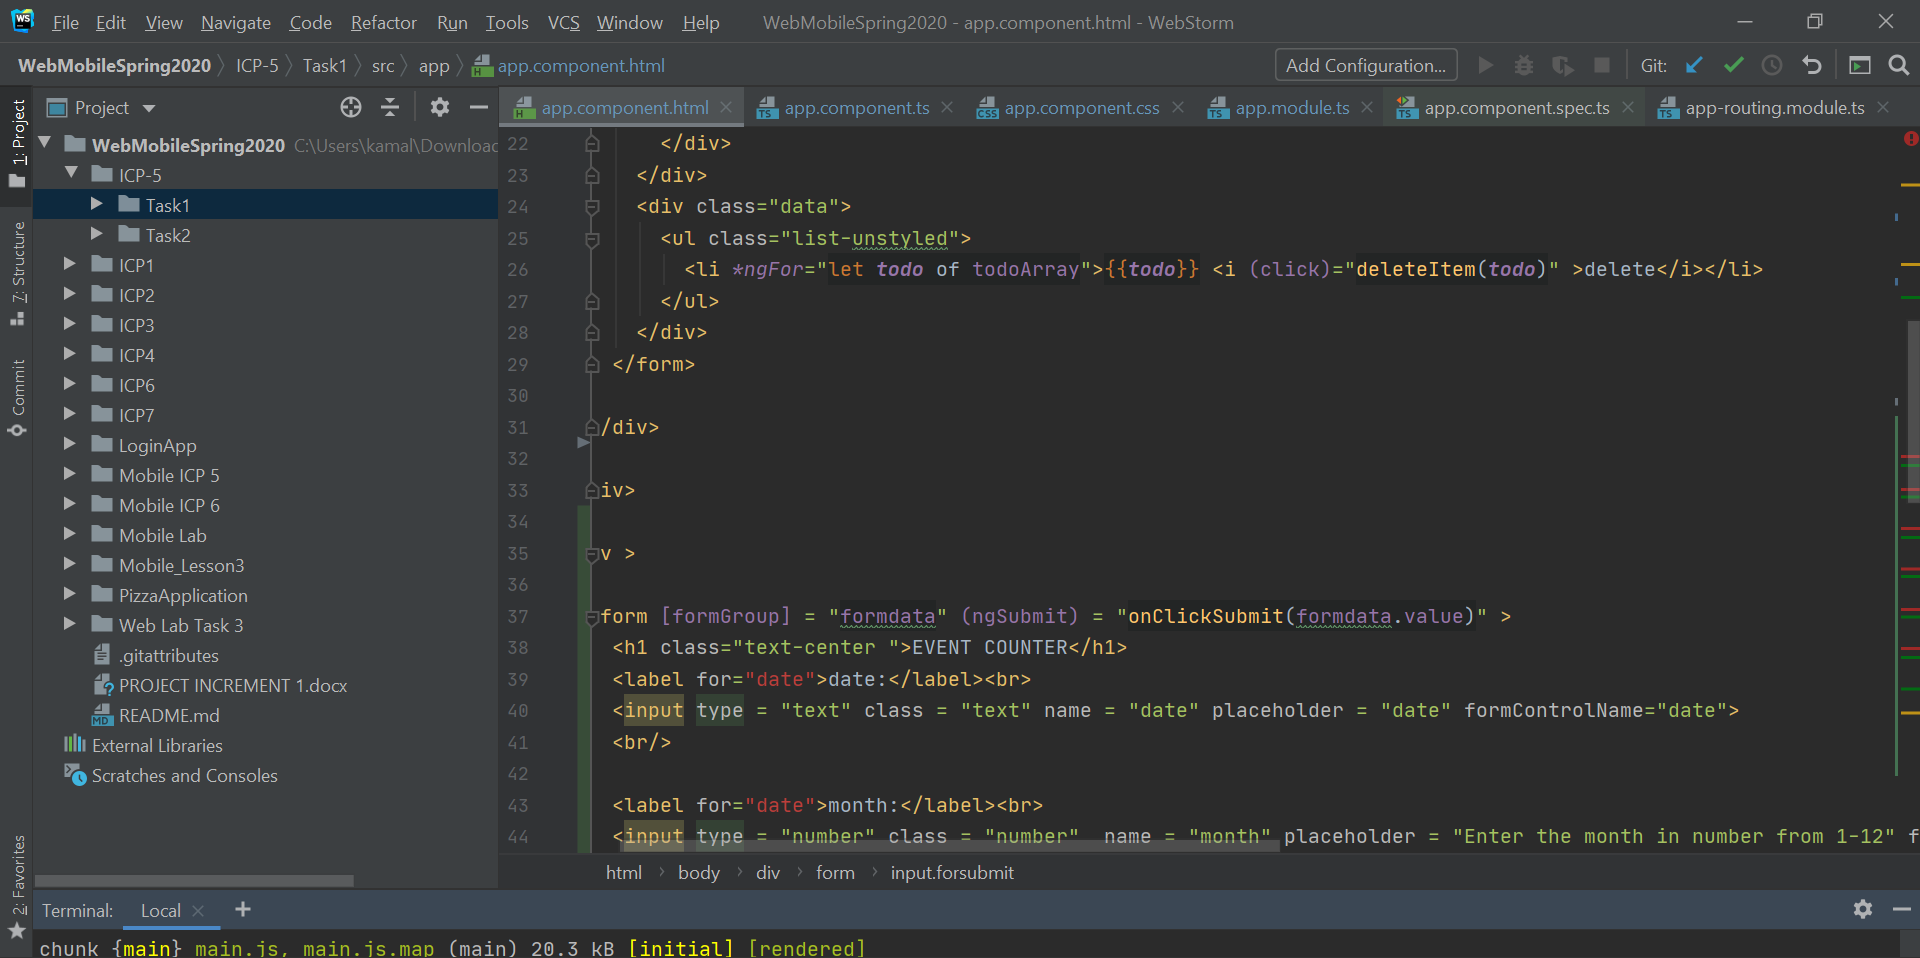 WS File Edit View Navigate Code Refactor Run Tools VCS Window Help WebMobileSpring2020 - app.component.html - WebStorm
WebMobileSpring2020 ICP-5 Task1 src app app.component.html Add Configuration... Git:
1: Project
7: Structure
Commit
2: Favorites
Project
WebMobileSpring2020 C:\Users\kamal\Downloac
ICP-5
Task1
Task2
ICP1
ICP2
ICP3
ICP4
ICP6
ICP7
LoginApp
Mobile ICP 5
Mobile ICP 6
Mobile Lab
Mobile_Lesson3
PizzaApplication
Web Lab Task 3
.gitattributes
PROJECT INCREMENT 1.docx
README.md
External Libraries
Scratches and Consoles
app.component.html app.component.ts app.component.css app.module.ts app.component.spec.ts app-routing.module.ts
22 </div>
23 </div>
24 <div class="data">
25 <ul class="list-unstyled">
26 <li *ngFor="let todo of todoArray">{{todo}} <i (click)="deleteItem(todo)" >delete</i></li>
27 </ul>
28 </div>
29 </form>
30
31 /div>
32
33 iv>
34
35 v >
36
37 form [formGroup] = "formdata" (ngSubmit) = "onClickSubmit(formdata.value)" >
38 <h1 class="text-center ">EVENT COUNTER</h1>
39 <label for="date">date:</label><br>
40 <input type = "text" class = "text" name = "date" placeholder = "date" formControlName="date">
41 <br/>
42
43 <label for="date">month:</label><br>
44 <input type = "number" class = "number" name = "month" placeholder = "Enter the month in number from 1-12" f
html body div form input.forsubmit
Terminal: Local
chunk {main} main.js, main.js.map (main) 20.3 kB [initial] [rendered]